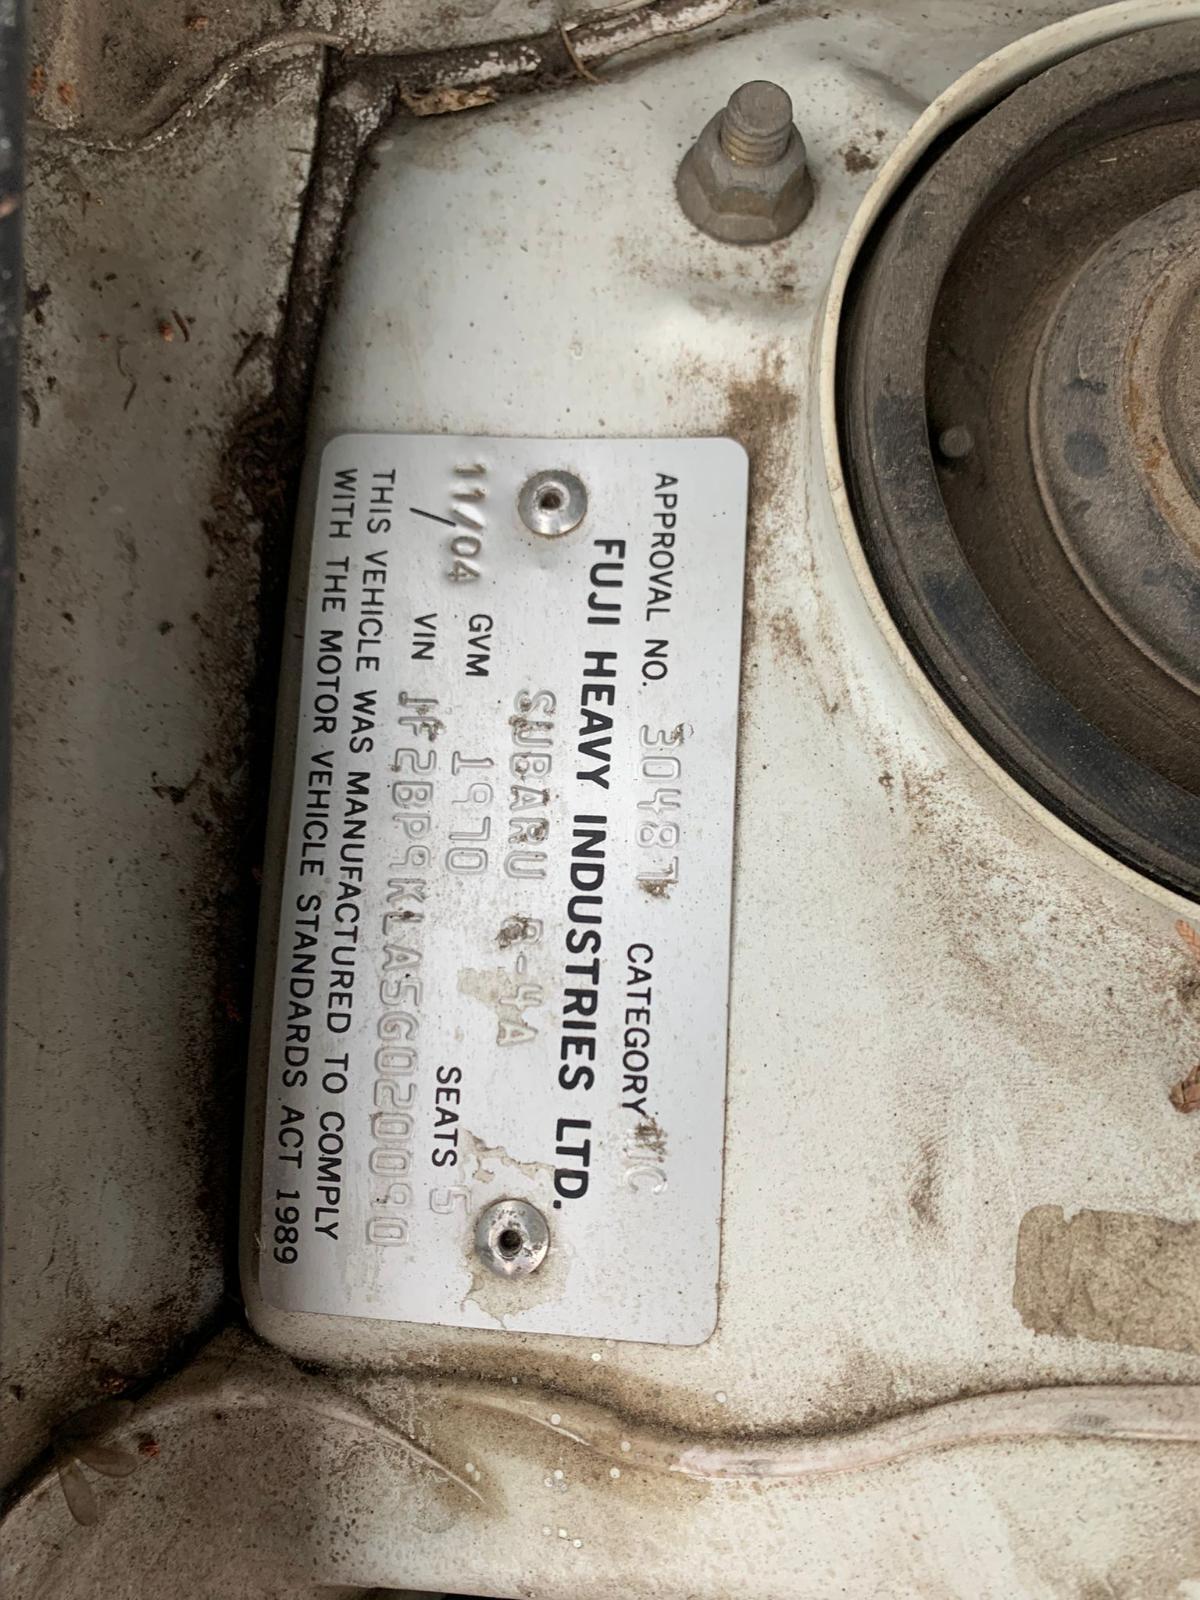 APPROVAL NO. 30487 CATEGORY MC
FUJI HEAVY INDUSTRIES LTD.
SUBARU B-4A
11/04 GVM 1970 SEATS 5
VIN JF2BP9KLA5G020090
THIS VEHICLE WAS MANUFACTURED TO COMPLY
WITH THE MOTOR VEHICLE STANDARDS ACT 1989